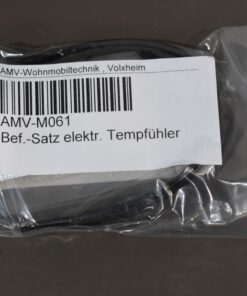 AMV-Wohnmobiltechnik , Volxheim
AMV-M061
Bef.-Satz elektr. Tempfühler